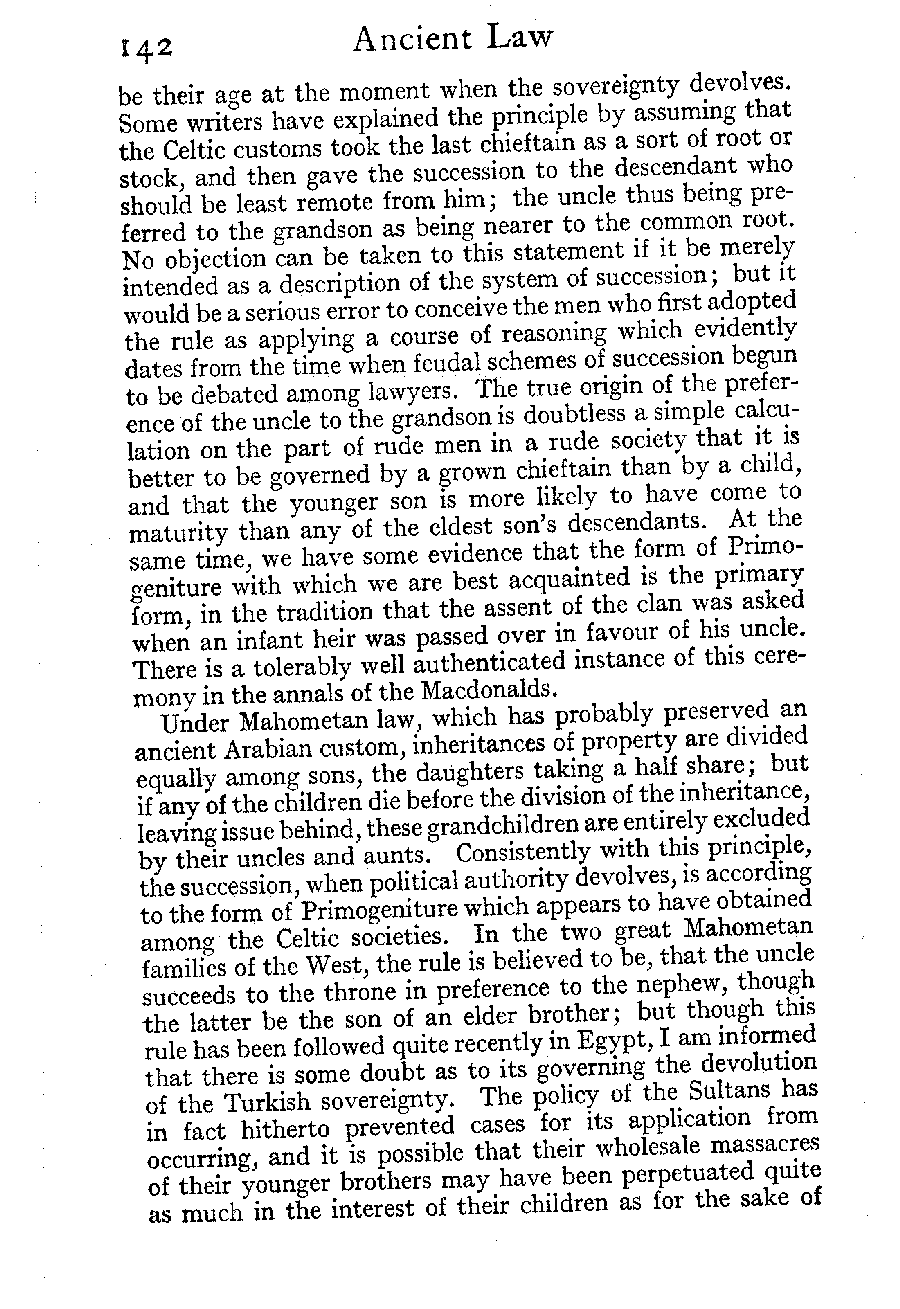 142 Ancient Law
be their age at the moment when the sovereignty devolves.
Some writers have explained the principle by assuming that
the Celtic customs took the last chieftain as a sort of root or
stock, and then gave the succession to the descendant who
should be least remote from him; the uncle thus being pre-
ferred to the grandson as being nearer to the common root.
No objection can be taken to this statement if it be merely
intended as a description of the system of succession; but it
would be a serious error to conceive the men who first adopted
the rule as applying a course of reasoning which evidently
dates from the time when feudal schemes of succession begun
to be debated among lawyers. The true origin of the prefer-
ence of the uncle to the grandson is doubtless a simple calcu-
lation on the part of rude men in a rude society that it is
better to be governed by a grown chieftain than by a child,
and that the younger son is more likely to have come to
maturity than any of the eldest son's descendants. At the
same time, we have some evidence that the form of Primo-
geniture with which we are best acquainted is the primary
form, in the tradition that the assent of the clan was asked
when an infant heir was passed over in favour of his uncle.
There is a tolerably well authenticated instance of this cere-
mony in the annals of the Macdonalds.
Under Mahometan law, which has probably preserved an
ancient Arabian custom, inheritances of property are divided
equally among sons, the daughters taking a half share; but
if any of the children die before the division of the inheritance,
leaving issue behind, these grandchildren are entirely excluded
by their uncles and aunts. Consistently with this principle,
the succession, when political authority devolves, is according
to the form of Primogeniture which appears to have obtained
among the Celtic societies. In the two great Mahometan
families of the West, the rule is believed to be, that the uncle
succeeds to the throne in preference to the nephew, though
the latter be the son of an elder brother; but though this
rule has been followed quite recently in Egypt, I am informed
that there is some doubt as to its governing the devolution
of the Turkish sovereignty. The policy of the Sultans has
in fact hitherto prevented cases for its application from
occurring, and it is possible that their wholesale massacres
of their younger brothers may have been perpetuated quite
as much in the interest of their children as for the sake of